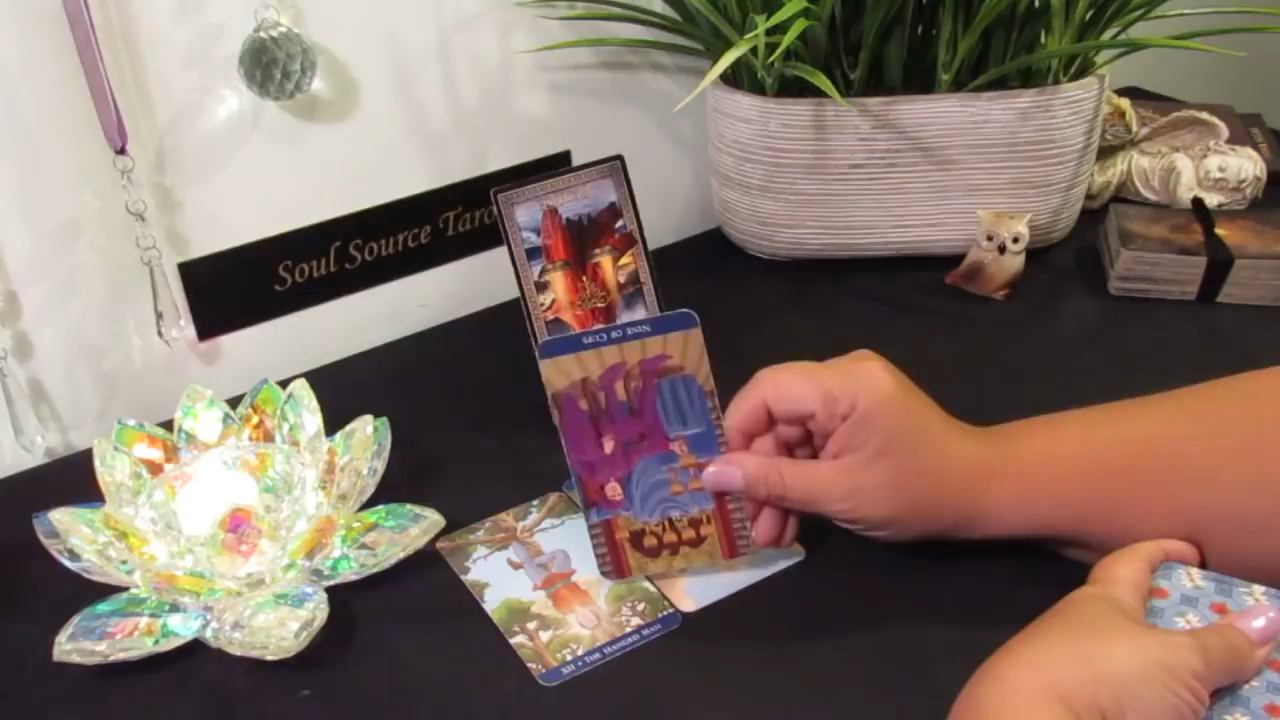 Soul Source Taro
NINE OF CUPS
XII • THE HANGED MAN